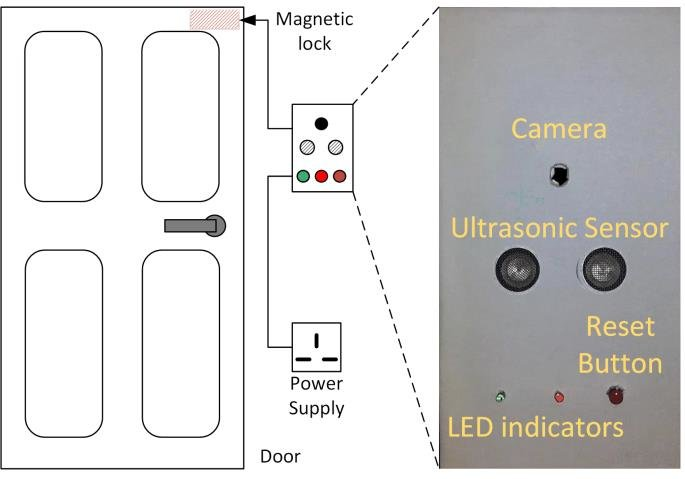 Magnetic
lock
Camera
Ultrasonic Sensor
Reset
Button
LED indicators
Power
Supply
Door